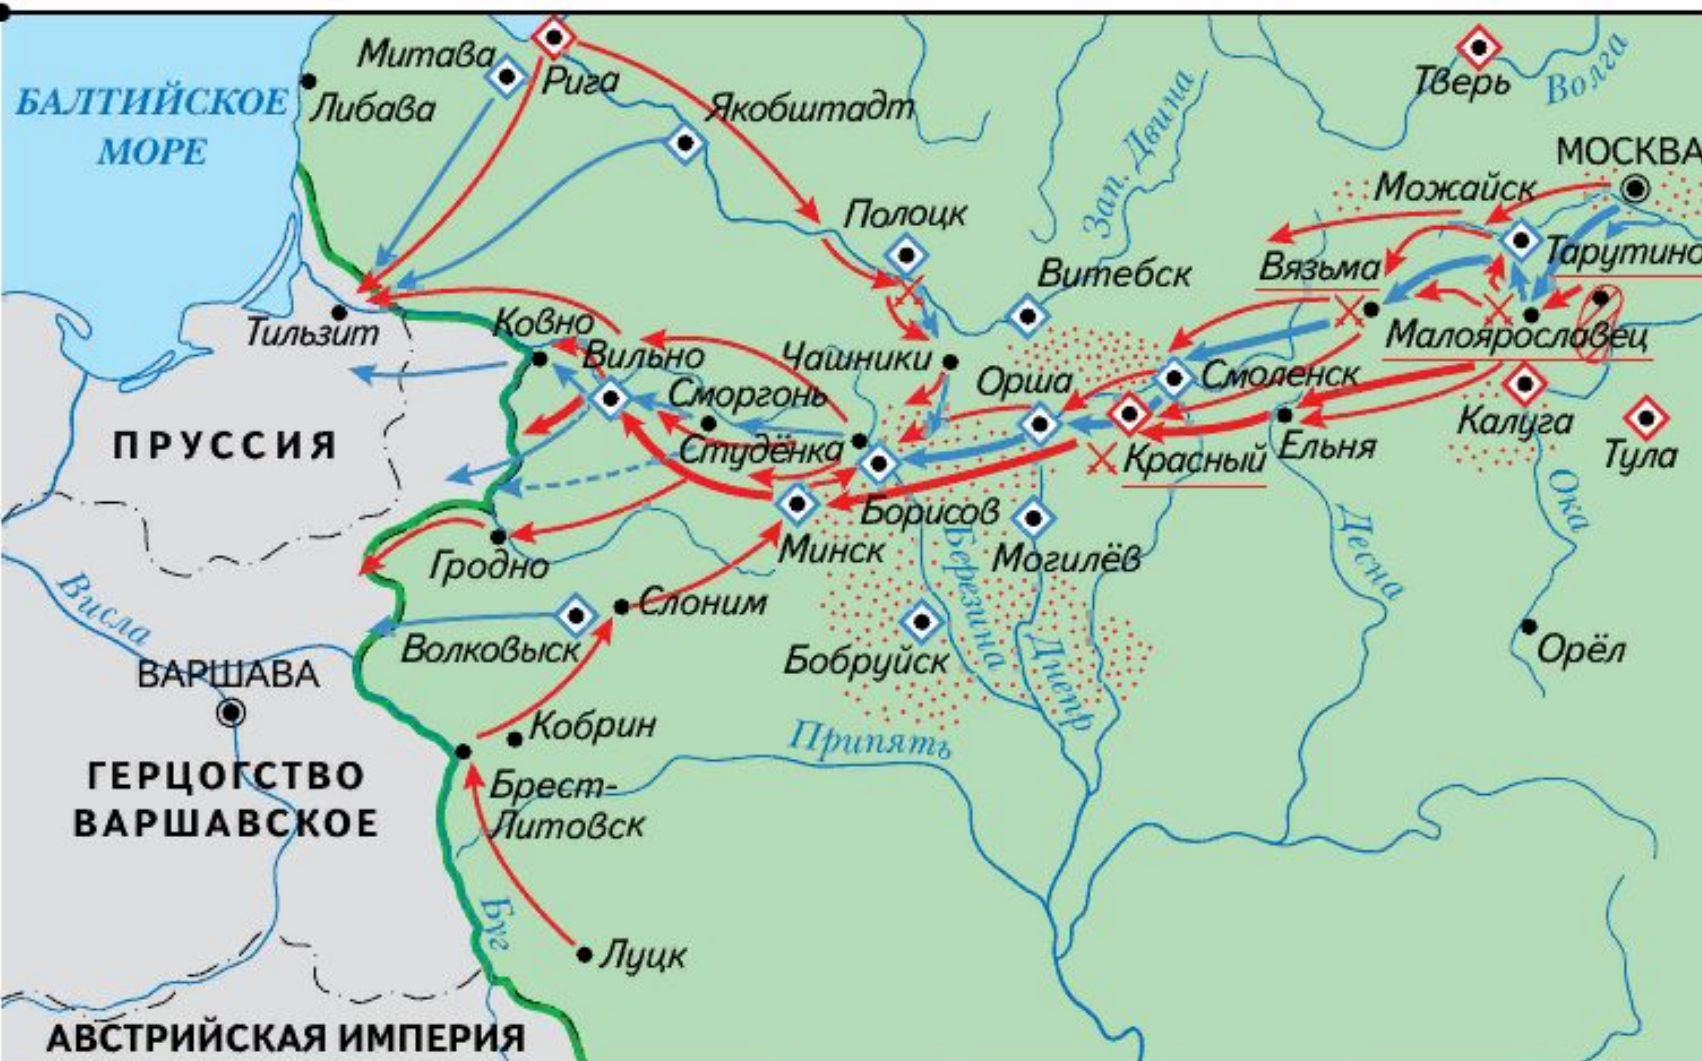 Митава
Рига
Тверь
Волга
БАЛТИЙСКОЕ
МОРЕ
Либава
Якобштадт
Зап. Двина
МОСКВА
Можайск
Полоцк
Тарутино
Витебск
Вязьма
Тильзит
Ковно
Вильно
Чашники
Малоярославец
Сморгонь
Орша
Смоленск
Калуга
Тула
ПРУССИЯ
Студёнка
Красный
Ельня
Борисов
Минск
Могилёв
Березина
Десна
Ока
Гродно
Висла
Слоним
Волковыск
Бобруйск
Днепр
Орёл
ВАРШАВА
Кобрин
Припять
ГЕРЦОГСТВО
ВАРШАВСКОЕ
Брест-
Литовск
Буг
Луцк
АВСТРИЙСКАЯ ИМПЕРИЯ